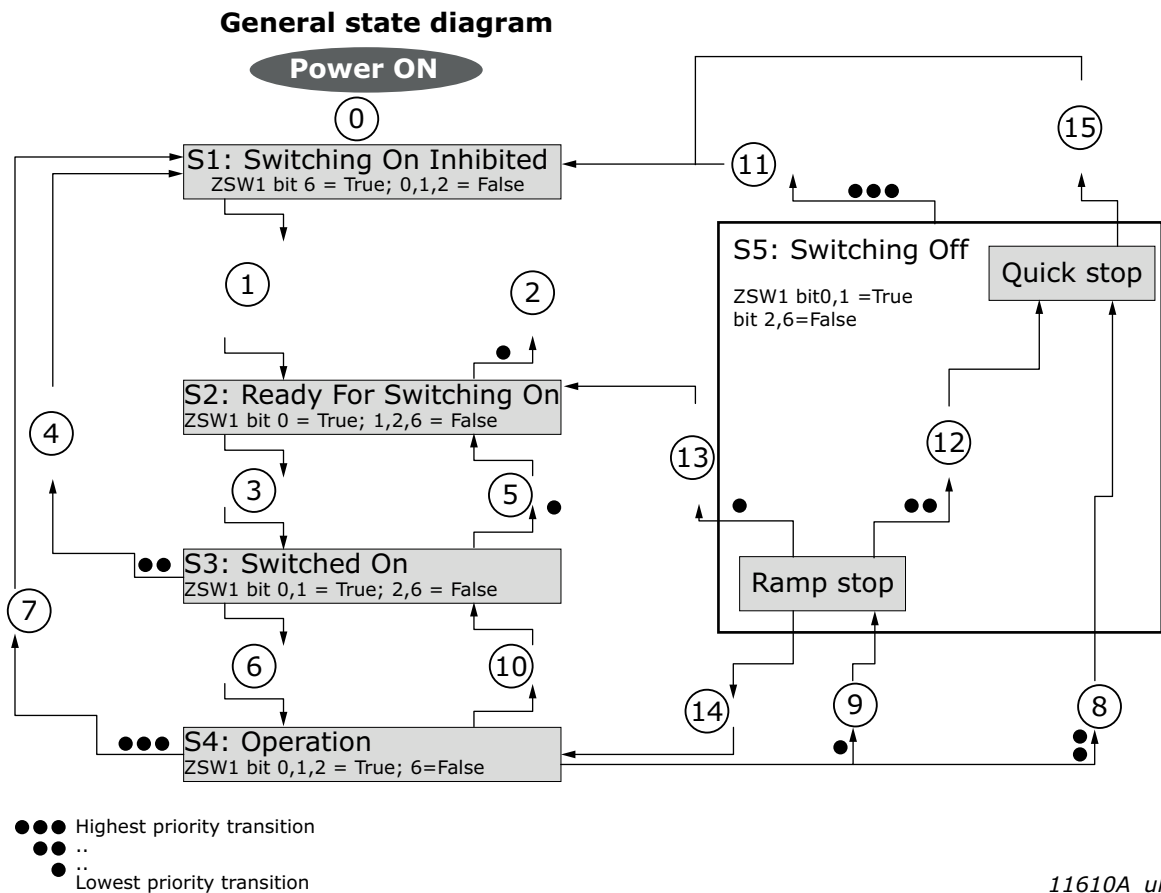 General state diagram
Power ON
0
S1: Switching On Inhibited
ZSW1 bit 6 = True; 0,1,2 = False
11
15
1
2
S5: Switching Off
ZSW1 bit0,1 =True
bit 2,6=False
Quick stop
S2: Ready For Switching On
ZSW1 bit 0 = True; 1,2,6 = False
4
3
5
13
12
S3: Switched On
ZSW1 bit 0,1 = True; 2,6 = False
Ramp stop
7
6
10
14
9
8
S4: Operation
ZSW1 bit 0,1,2 = True; 6=False
Highest priority transition
..
..
Lowest priority transition
11610A_